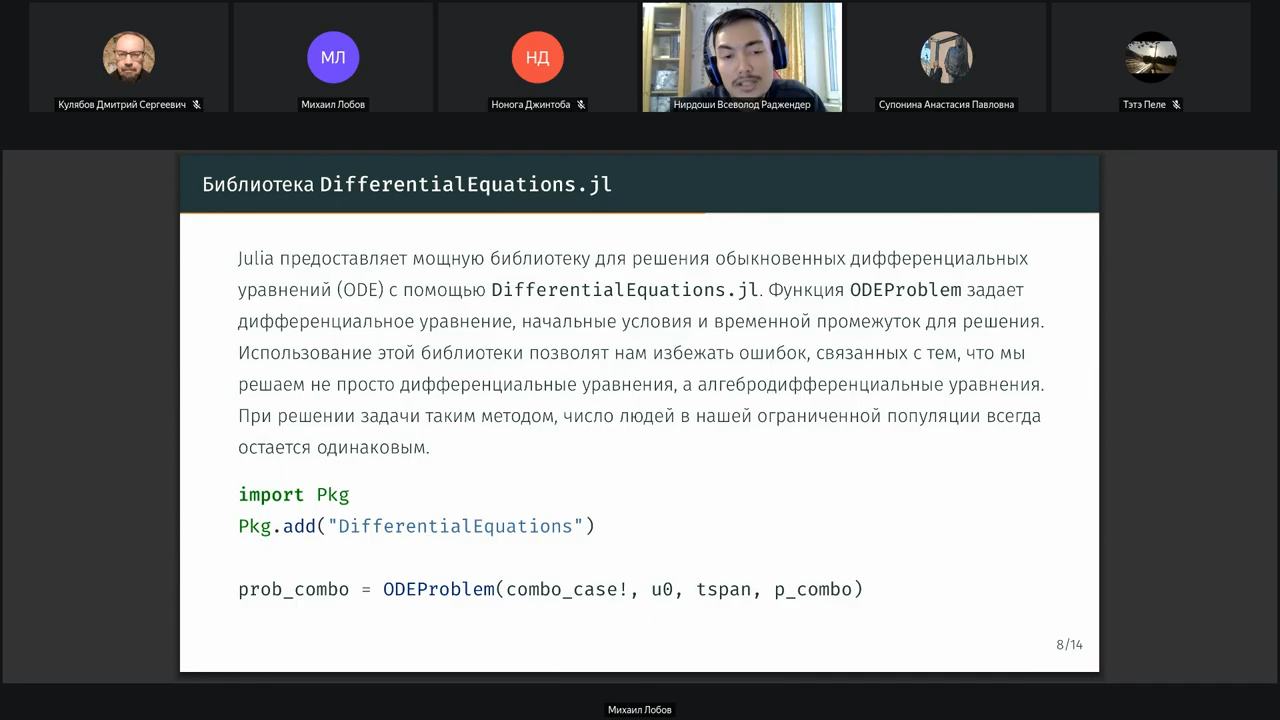 МЛ
НД
Кулябов Дмитрий Сергеевич
Михаил Лобов
Нонога Джинтоба
Нирдоши Всеволод Раджендер
Супонина Анастасия Павловна
Тэтэ Пеле
Библиотека DifferentialEquations.jl
Julia предоставляет мощную библиотеку для решения обыкновенных дифференциальных
уравнений (ODE) с помощью DifferentialEquations.jl. Функция ODEProblem задает
дифференциальное уравнение, начальные условия и временной промежуток для решения.
Использование этой библиотеки позволят нам избежать ошибок, связанных с тем, что мы
решаем не просто дифференциальные уравнения, а алгебродифференциальные уравнения.
При решении задачи таким методом, число людей в нашей ограниченной популяции всегда
остается одинаковым.
import Pkg
Pkg.add("DifferentialEquations")
prob_combo = ODEProblem(combo_case!, u0, tspan, p_combo)
8/14
Михаил Лобов